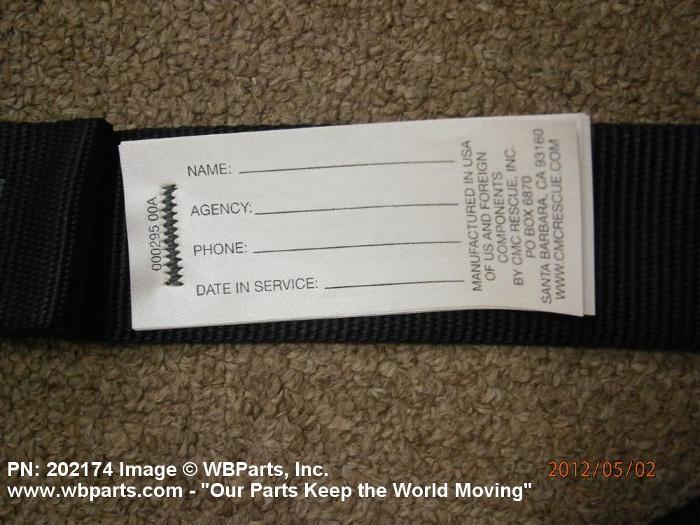 NAME:
AGENCY:
PHONE:
DATE IN SERVICE:
000295 00A
MANUFACTURED IN USA
OF US AND FOREIGN
COMPONENTS
BY CMC RESCUE, INC.
PO BOX 6870
SANTA BARBARA, CA 93160
WWW.CMCRESCUE.COM
PN: 202174 Image © WBParts, Inc.
www.wbparts.com - "Our Parts Keep the World Moving"
2012/05/02